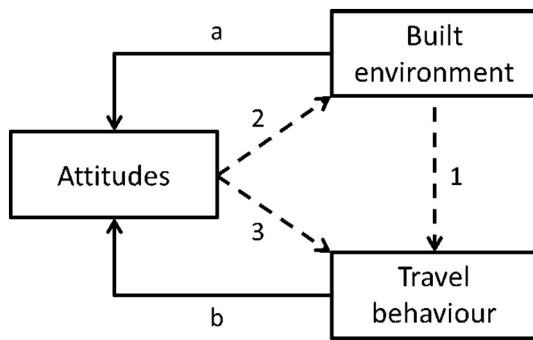 a
Built
environment
2
Attitudes
1
3
Travel
behaviour
b